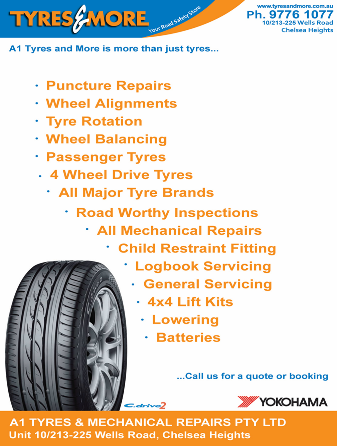 TYRES & MORE
Your Road Safety Store
www.tyresandmore.com.au
Ph. 9776 1077
10/213-225 Wells Road
Chelsea Heights
A1 Tyres and More is more than just tyres...
· Puncture Repairs
· Wheel Alignments
· Tyre Rotation
· Wheel Balancing
· Passenger Tyres
· 4 Wheel Drive Tyres
· All Major Tyre Brands
· Road Worthy Inspections
· All Mechanical Repairs
· Child Restraint Fitting
· Logbook Servicing
· General Servicing
· 4x4 Lift Kits
· Lowering
· Batteries
...Call us for a quote or booking
C.drive2
YOKOHAMA
A1 TYRES & MECHANICAL REPAIRS PTY LTD
Unit 10/213-225 Wells Road, Chelsea Heights